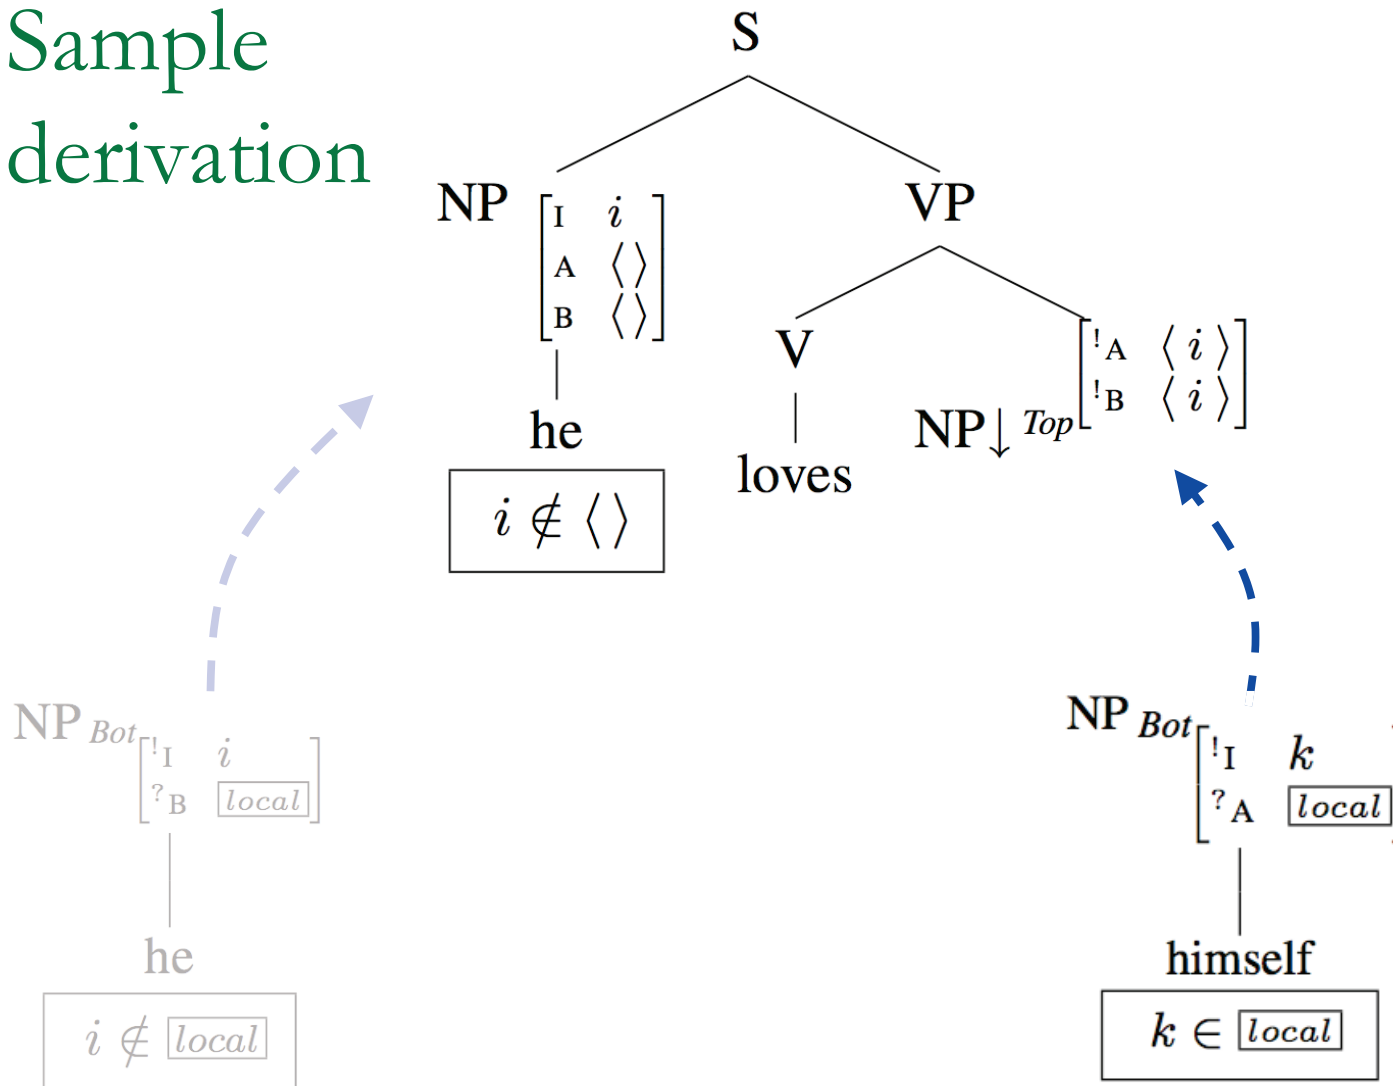 Sample
derivation
S
NP [ I i
A ⟨ ⟩
B ⟨ ⟩ ]
VP
he
i ∉ ⟨ ⟩
V
loves
NP↓ Top [ !A ⟨ i ⟩
!B ⟨ i ⟩ ]
NP Bot [ !I i
?B local ]
he
i ∉ local
NP Bot [ !I k
?A local
himself
k ∈ local